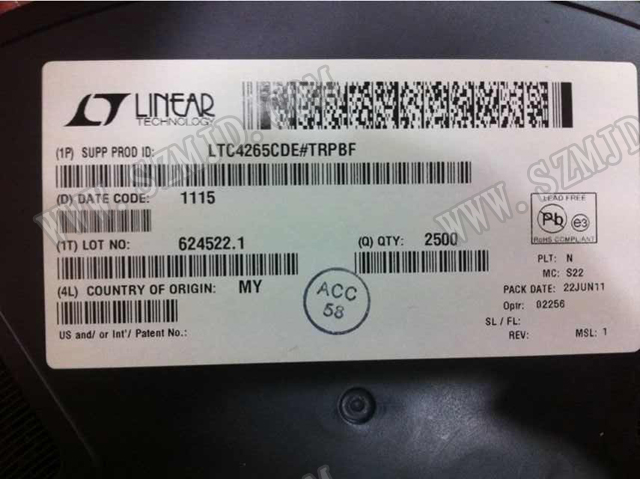 LINEAR
TECHNOLOGY
(1P) SUPP PROD ID: LTC4265CDE#TRPBF
(D) DATE CODE: 1115
(1T) LOT NO: 624522.1
(Q) QTY: 2500
(4L) COUNTRY OF ORIGIN: MY
US and/ or Int'/ Patent No.:
ACC
58
LEAD FREE
Pb e3
RoHS COMPLIANT
PLT: N
MC: S22
PACK DATE: 22JUN11
Optr: 02256
SL / FL:
REV: MSL: 1
WWW.SZMJD.
WWW.SZMJD.